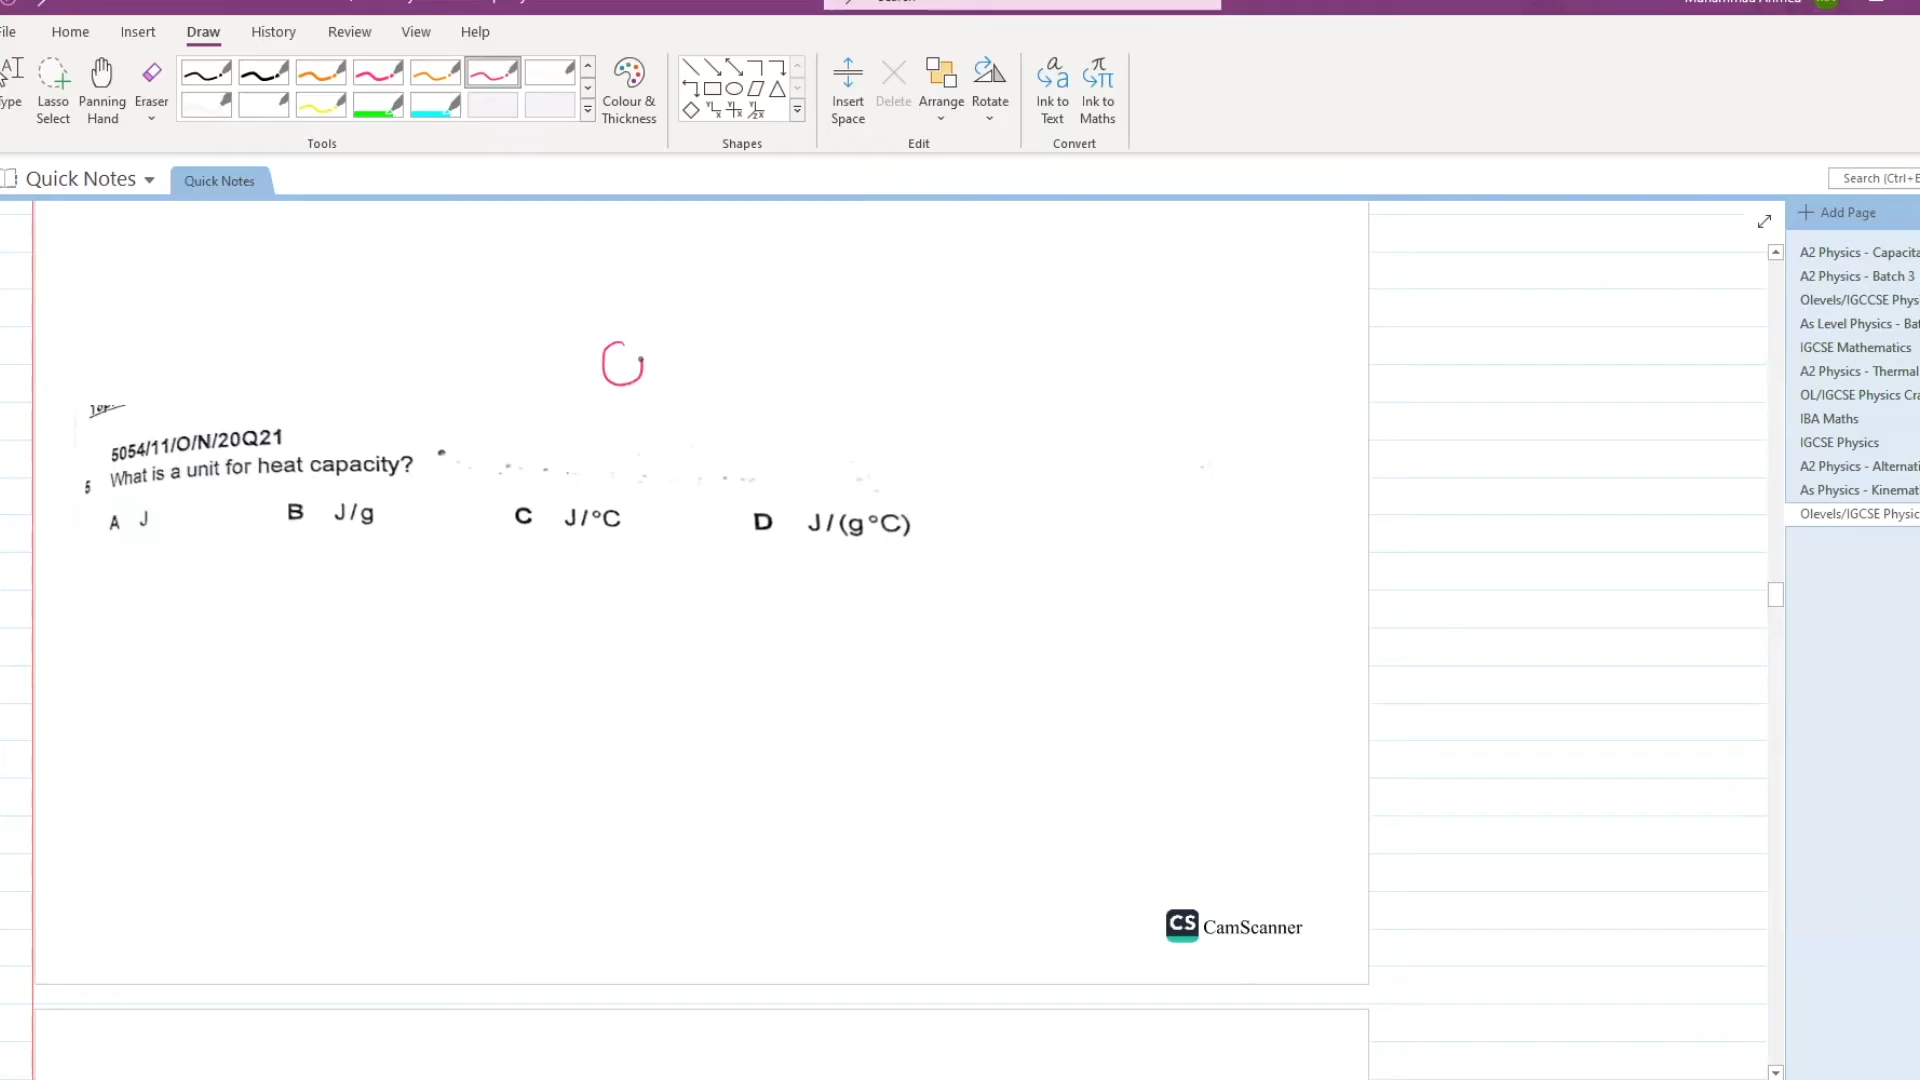 File Home Insert Draw History Review View Help
Type
Lasso Select
Panning Hand
Eraser
Colour & Thickness
Insert Space
Delete
Arrange
Rotate
Ink to Text
Ink to Maths
Tools
Shapes
Edit
Convert
Quick Notes
Quick Notes
Search (Ctrl+E
Add Page
A2 Physics - Capacita
A2 Physics - Batch 3
Olevels/IGCCSE Phys
As Level Physics - Bat
IGCSE Mathematics
A2 Physics - Thermal
OL/IGCSE Physics Cra
IBA Maths
IGCSE Physics
A2 Physics - Alternati
As Physics - Kinemat
Olevels/IGCSE Physic
5054/11/O/N/20Q21
5 What is a unit for heat capacity?
A J B J/g C J/°C D J/(g°C)
CS CamScanner